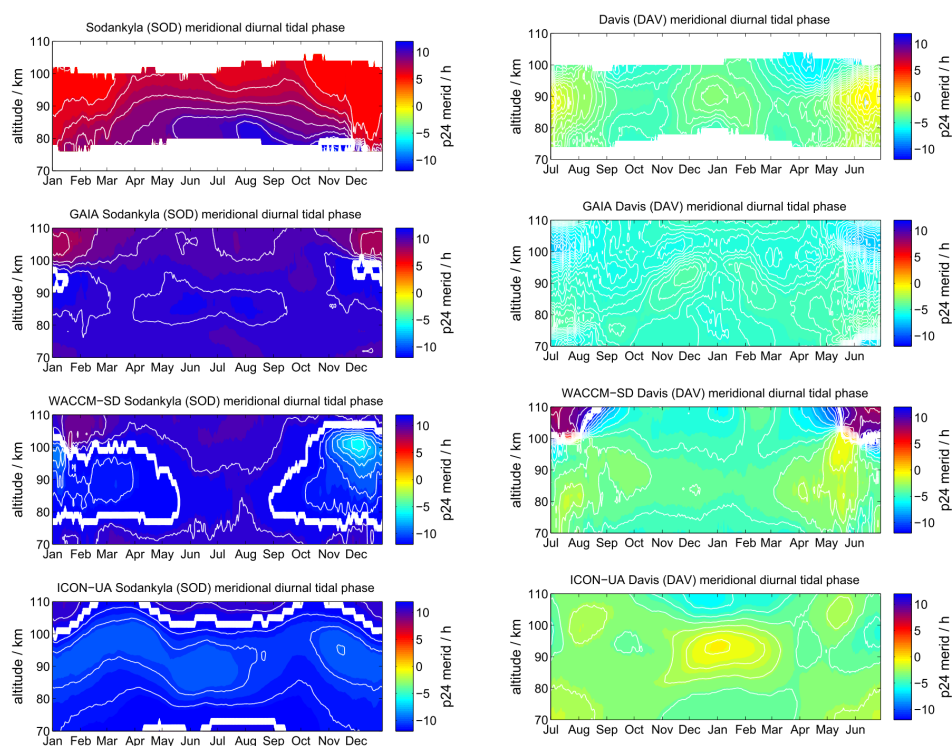 Sodankyla (SOD) meridional diurnal tidal phase
110
100
90
80
70
altitude / km
Jan Feb Mar Apr May Jun Jul Aug Sep Oct Nov Dec
10
5
0
−5
−10
p24 merid / h
Davis (DAV) meridional diurnal tidal phase
110
100
90
80
70
altitude / km
Jul Aug Sep Oct Nov Dec Jan Feb Mar Apr May Jun
10
5
0
−5
−10
p24 merid / h
GAIA Sodankyla (SOD) meridional diurnal tidal phase
110
100
90
80
70
altitude / km
Jan Feb Mar Apr May Jun Jul Aug Sep Oct Nov Dec
10
5
0
−5
−10
p24 merid / h
GAIA Davis (DAV) meridional diurnal tidal phase
110
100
90
80
70
altitude / km
Jul Aug Sep Oct Nov Dec Jan Feb Mar Apr May Jun
10
5
0
−5
−10
p24 merid / h
WACCM−SD Sodankyla (SOD) meridional diurnal tidal phase
110
100
90
80
70
altitude / km
Jan Feb Mar Apr May Jun Jul Aug Sep Oct Nov Dec
10
5
0
−5
−10
p24 merid / h
WACCM−SD Davis (DAV) meridional diurnal tidal phase
110
100
90
80
70
altitude / km
Jul Aug Sep Oct Nov Dec Jan Feb Mar Apr May Jun
10
5
0
−5
−10
p24 merid / h
ICON−UA Sodankyla (SOD) meridional diurnal tidal phase
110
100
90
80
70
altitude / km
Jan Feb Mar Apr May Jun Jul Aug Sep Oct Nov Dec
10
5
0
−5
−10
p24 merid / h
ICON−UA Davis (DAV) meridional diurnal tidal phase
110
100
90
80
70
altitude / km
Jul Aug Sep Oct Nov Dec Jan Feb Mar Apr May Jun
10
5
0
−5
−10
p24 merid / h